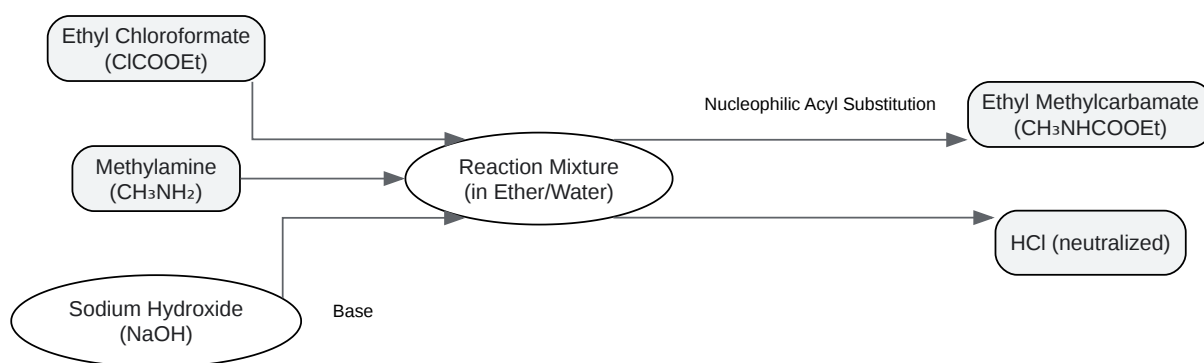 Ethyl Chloroformate
(ClCOOEt)
Nucleophilic Acyl Substitution
Ethyl Methylcarbamate
(CH₃NHCOOEt)
Methylamine
(CH₃NH₂)
Reaction Mixture
(in Ether/Water)
HCl (neutralized)
Sodium Hydroxide
(NaOH)
Base